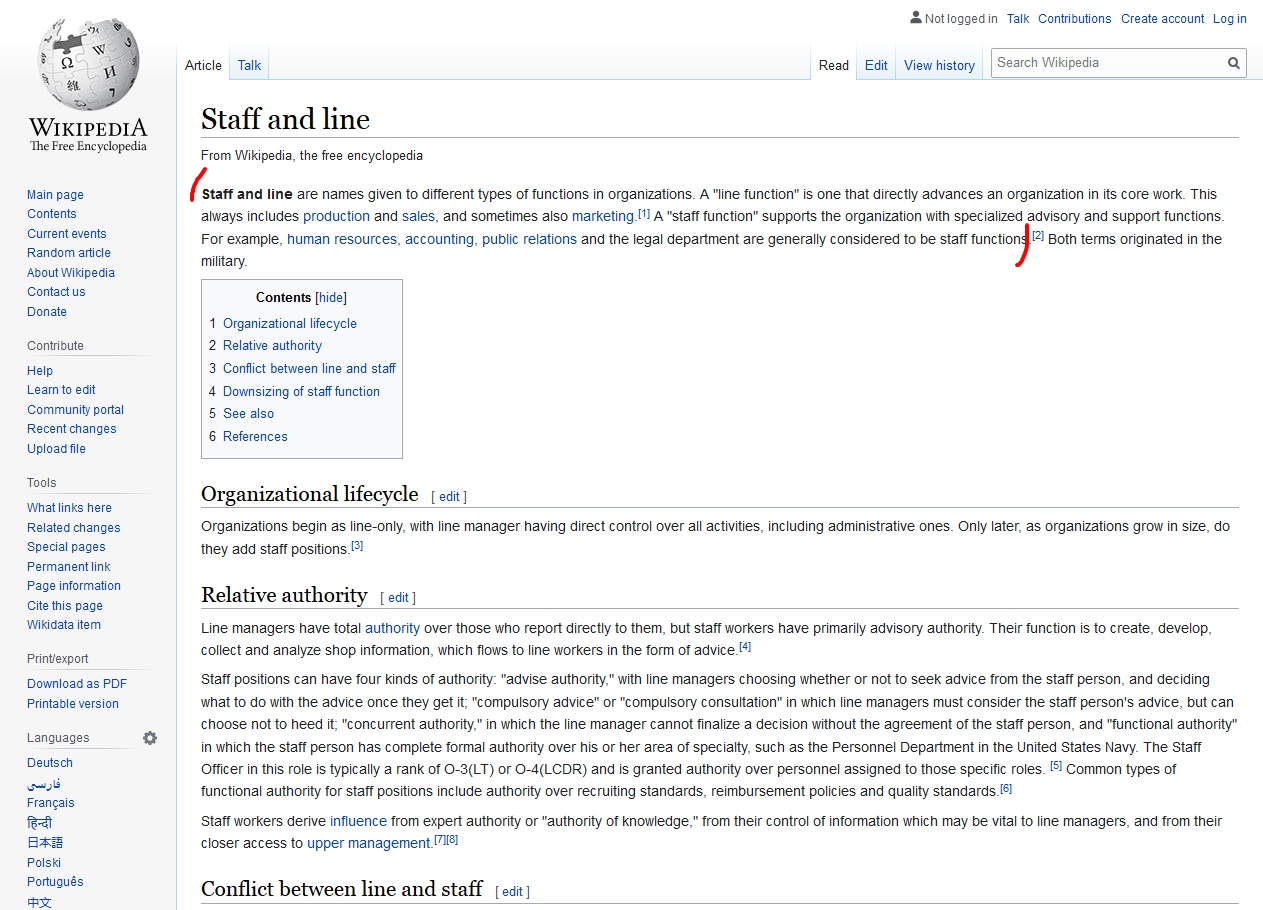 Not logged in Talk Contributions Create account Log in
Article Talk Read Edit View history Search Wikipedia
WIKIPEDIA
The Free Encyclopedia
Main page
Contents
Current events
Random article
About Wikipedia
Contact us
Donate
Contribute
Help
Learn to edit
Community portal
Recent changes
Upload file
Tools
What links here
Related changes
Special pages
Permanent link
Page information
Cite this page
Wikidata item
Print/export
Download as PDF
Printable version
Languages
Deutsch
فارسی
Français
हिन्दी
日本語
Polski
Português
中文
Staff and line
From Wikipedia, the free encyclopedia
Staff and line are names given to different types of functions in organizations. A "line function" is one that directly advances an organization in its core work. This
always includes production and sales, and sometimes also marketing.[1] A "staff function" supports the organization with specialized advisory and support functions.
For example, human resources, accounting, public relations and the legal department are generally considered to be staff functions.[2] Both terms originated in the
military.
Contents [hide]
1 Organizational lifecycle
2 Relative authority
3 Conflict between line and staff
4 Downsizing of staff function
5 See also
6 References
Organizational lifecycle [ edit ]
Organizations begin as line-only, with line manager having direct control over all activities, including administrative ones. Only later, as organizations grow in size, do
they add staff positions.[3]
Relative authority [ edit ]
Line managers have total authority over those who report directly to them, but staff workers have primarily advisory authority. Their function is to create, develop,
collect and analyze shop information, which flows to line workers in the form of advice.[4]
Staff positions can have four kinds of authority: "advise authority," with line managers choosing whether or not to seek advice from the staff person, and deciding
what to do with the advice once they get it; "compulsory advice" or "compulsory consultation" in which line managers must consider the staff person's advice, but can
choose not to heed it; "concurrent authority," in which the line manager cannot finalize a decision without the agreement of the staff person, and "functional authority"
in which the staff person has complete formal authority over his or her area of specialty, such as the Personnel Department in the United States Navy. The Staff
Officer in this role is typically a rank of O-3(LT) or O-4(LCDR) and is granted authority over personnel assigned to those specific roles. [5] Common types of
functional authority for staff positions include authority over recruiting standards, reimbursement policies and quality standards.[6]
Staff workers derive influence from expert authority or "authority of knowledge," from their control of information which may be vital to line managers, and from their
closer access to upper management.[7][8]
Conflict between line and staff [ edit ]